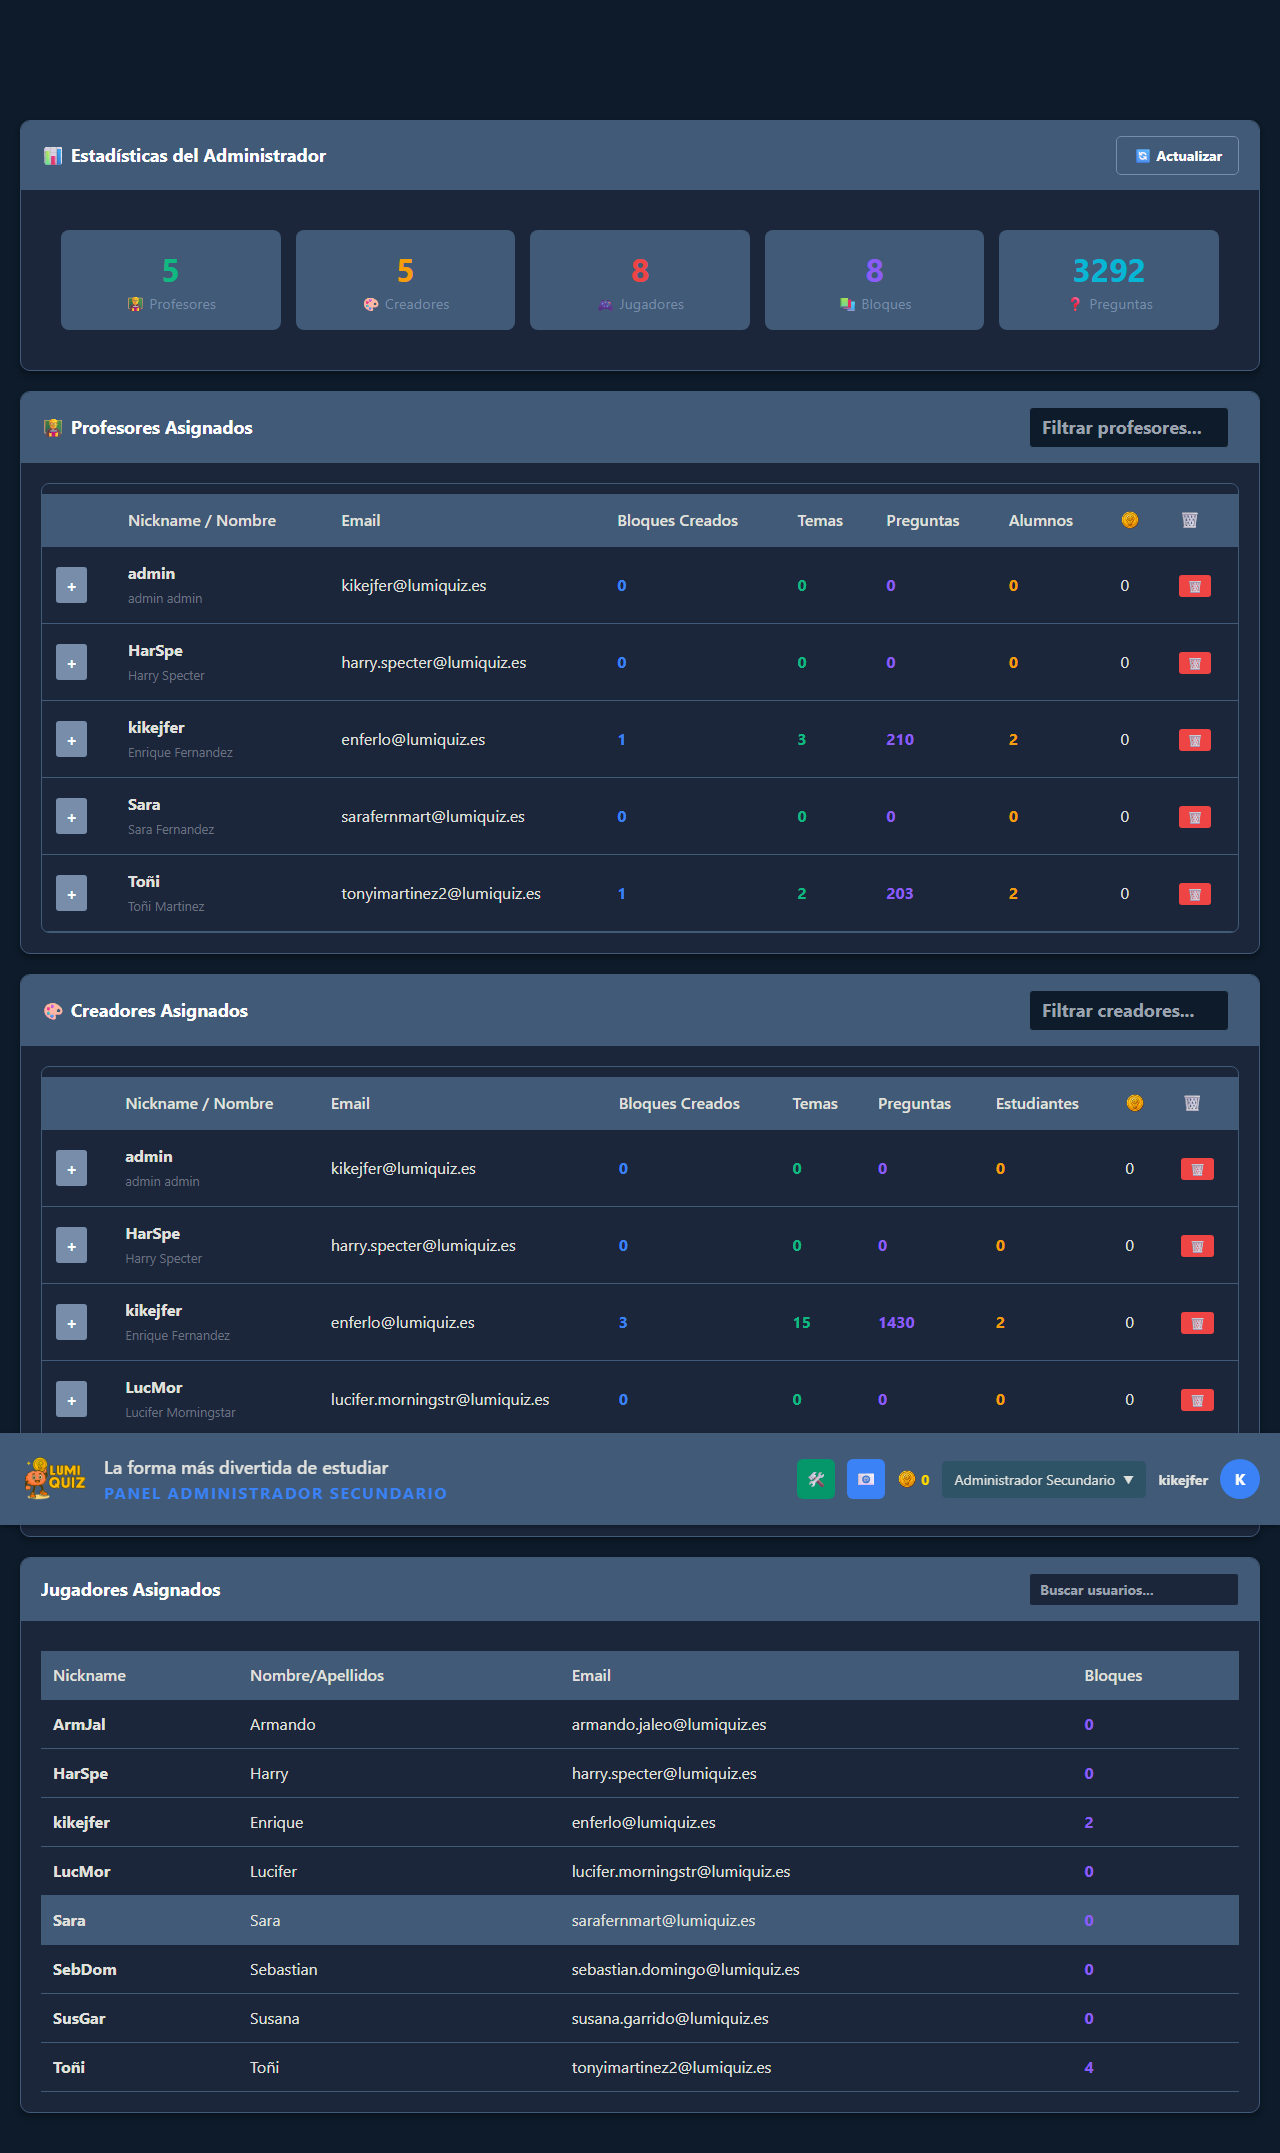 Estadísticas del Administrador
Actualizar
5
Profesores
5
Creadores
8
Jugadores
8
Bloques
3292
Preguntas
Profesores Asignados
Filtrar profesores...
Nickname / Nombre Email Bloques Creados Temas Preguntas Alumnos
+ admin kikejfer@lumiquiz.es 0 0 0 0 0
admin admin
+ HarSpe harry.specter@lumiquiz.es 0 0 0 0 0
Harry Specter
+ kikejfer enferlo@lumiquiz.es 1 3 210 2 0
Enrique Fernandez
+ Sara sarafernmart@lumiquiz.es 0 0 0 0 0
Sara Fernandez
+ Toñi tonyimartinez2@lumiquiz.es 1 2 203 2 0
Toñi Martinez
Creadores Asignados
Filtrar creadores...
Nickname / Nombre Email Bloques Creados Temas Preguntas Estudiantes
+ admin kikejfer@lumiquiz.es 0 0 0 0 0
admin admin
+ HarSpe harry.specter@lumiquiz.es 0 0 0 0 0
Harry Specter
+ kikejfer enferlo@lumiquiz.es 3 15 1430 2 0
Enrique Fernandez
+ LucMor lucifer.morningstr@lumiquiz.es 0 0 0 0 0
Lucifer Morningstar
LUMI QUIZ
La forma más divertida de estudiar
PANEL ADMINISTRADOR SECUNDARIO
0
Administrador Secundario
kikejfer
K
Jugadores Asignados
Buscar usuarios...
Nickname Nombre/Apellidos Email Bloques
ArmJal Armando armando.jaleo@lumiquiz.es 0
HarSpe Harry harry.specter@lumiquiz.es 0
kikejfer Enrique enferlo@lumiquiz.es 2
LucMor Lucifer lucifer.morningstr@lumiquiz.es 0
Sara Sara sarafernmart@lumiquiz.es 0
SebDom Sebastian sebastian.domingo@lumiquiz.es 0
SusGar Susana susana.garrido@lumiquiz.es 0
Toñi Toñi tonyimartinez2@lumiquiz.es 4